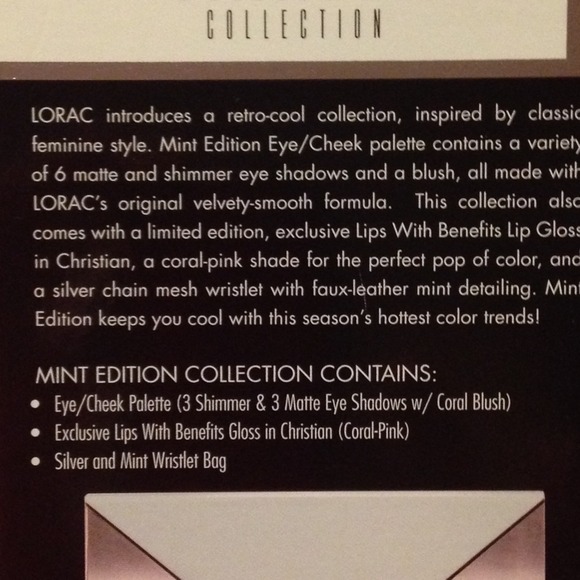 COLLECTION
LORAC introduces a retro-cool collection, inspired by classic
feminine style. Mint Edition Eye/Cheek palette contains a variety
of 6 matte and shimmer eye shadows and a blush, all made with
LORAC's original velvety-smooth formula. This collection also
comes with a limited edition, exclusive Lips With Benefits Lip Gloss
in Christian, a coral-pink shade for the perfect pop of color, and
a silver chain mesh wristlet with faux-leather mint detailing. Mint
Edition keeps you cool with this season's hottest color trends!
MINT EDITION COLLECTION CONTAINS:
• Eye/Cheek Palette (3 Shimmer & 3 Matte Eye Shadows w/ Coral Blush)
• Exclusive Lips With Benefits Gloss in Christian (Coral-Pink)
• Silver and Mint Wristlet Bag